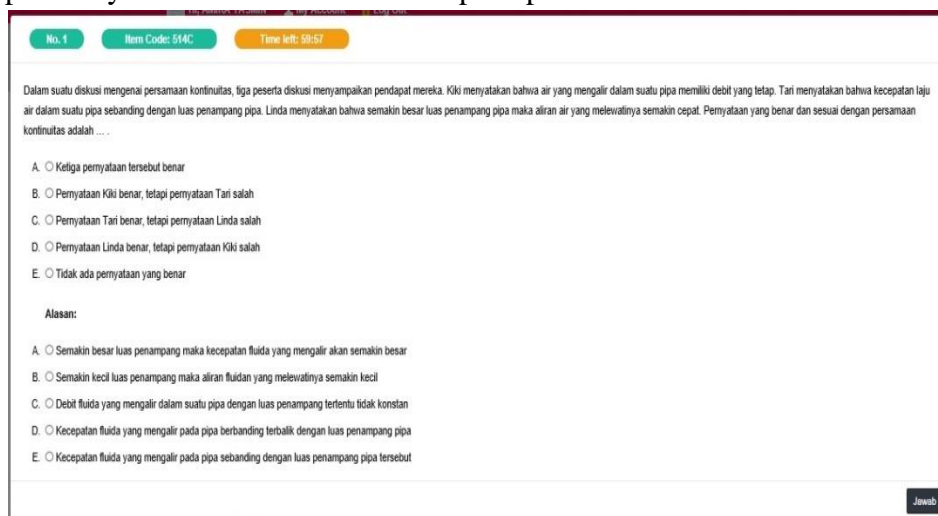 Hi, AMIRA YASMIN My Account Log Out
No. 1 Item Code: 514C Time left: 59:57
Dalam suatu diskusi mengenai persamaan kontinuitas, tiga peserta diskusi menyampaikan pendapat mereka. Kiki menyatakan bahwa air yang mengalir dalam suatu pipa memiliki debit yang tetap. Tari menyatakan bahwa kecepatan laju
air dalam suatu pipa sebanding dengan luas penampang pipa. Linda menyatakan bahwa semakin besar luas penampang pipa maka aliran air yang melewatinya semakin cepat. Pernyataan yang benar dan sesuai dengan persamaan
kontinuitas adalah ... .
A. Ketiga pernyataan tersebut benar
B. Pernyataan Kiki benar, tetapi pernyataan Tari salah
C. Pernyataan Tari benar, tetapi pernyataan Linda salah
D. Pernyataan Linda benar, tetapi pernyataan Kiki salah
E. Tidak ada pernyataan yang benar
Alasan:
A. Semakin besar luas penampang maka kecepatan fluida yang mengalir akan semakin besar
B. Semakin kecil luas penampang maka aliran fluidan yang melewatinya semakin kecil
C. Debit fluida yang mengalir dalam suatu pipa dengan luas penampang tertentu tidak konstan
D. Kecepatan fluida yang mengalir pada pipa berbanding terbalik dengan luas penampang pipa
E. Kecepatan fluida yang mengalir pada pipa sebanding dengan luas penampang pipa tersebut
Jawab